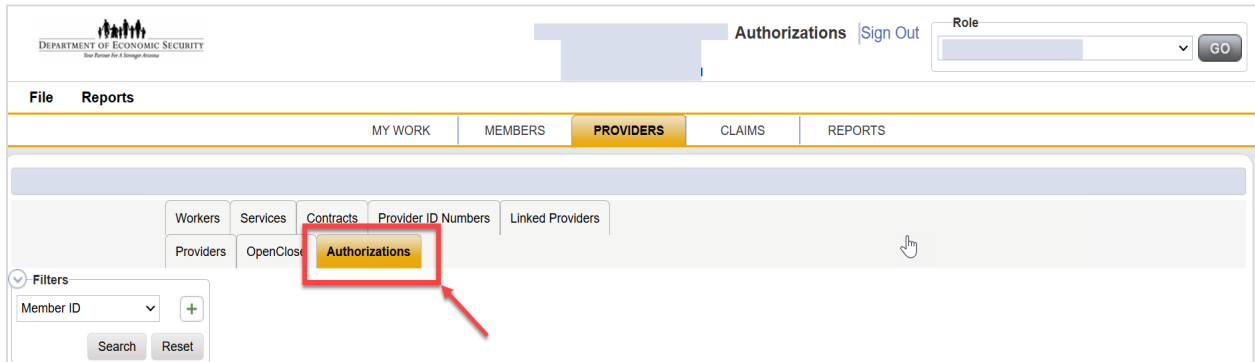 DEPARTMENT OF ECONOMIC SECURITY
Your Partner For A Stronger Arizona
Authorizations Sign Out
Role
GO
File Reports
MY WORK MEMBERS PROVIDERS CLAIMS REPORTS
Workers Services Contracts Provider ID Numbers Linked Providers
Providers OpenClose Authorizations
Filters
Member ID
Search Reset